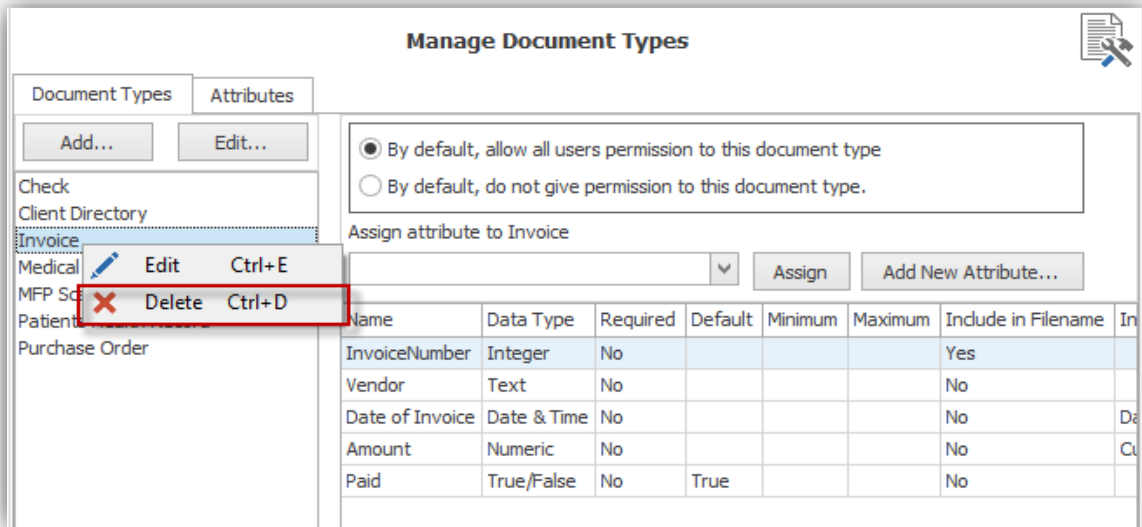 Manage Document Types
Document Types Attributes
Add... Edit...
By default, allow all users permission to this document type
By default, do not give permission to this document type.
Check
Client Directory
Invoice
Medical
MFP
Patient
Purchase Order
Edit Ctrl+E
Delete Ctrl+D
Assign attribute to Invoice
Assign Add New Attribute...
Name Data Type Required Default Minimum Maximum Include in Filename In
InvoiceNumber Integer No Yes
Vendor Text No No
Date of Invoice Date & Time No No Da
Amount Numeric No No Cu
Paid True/False No True No